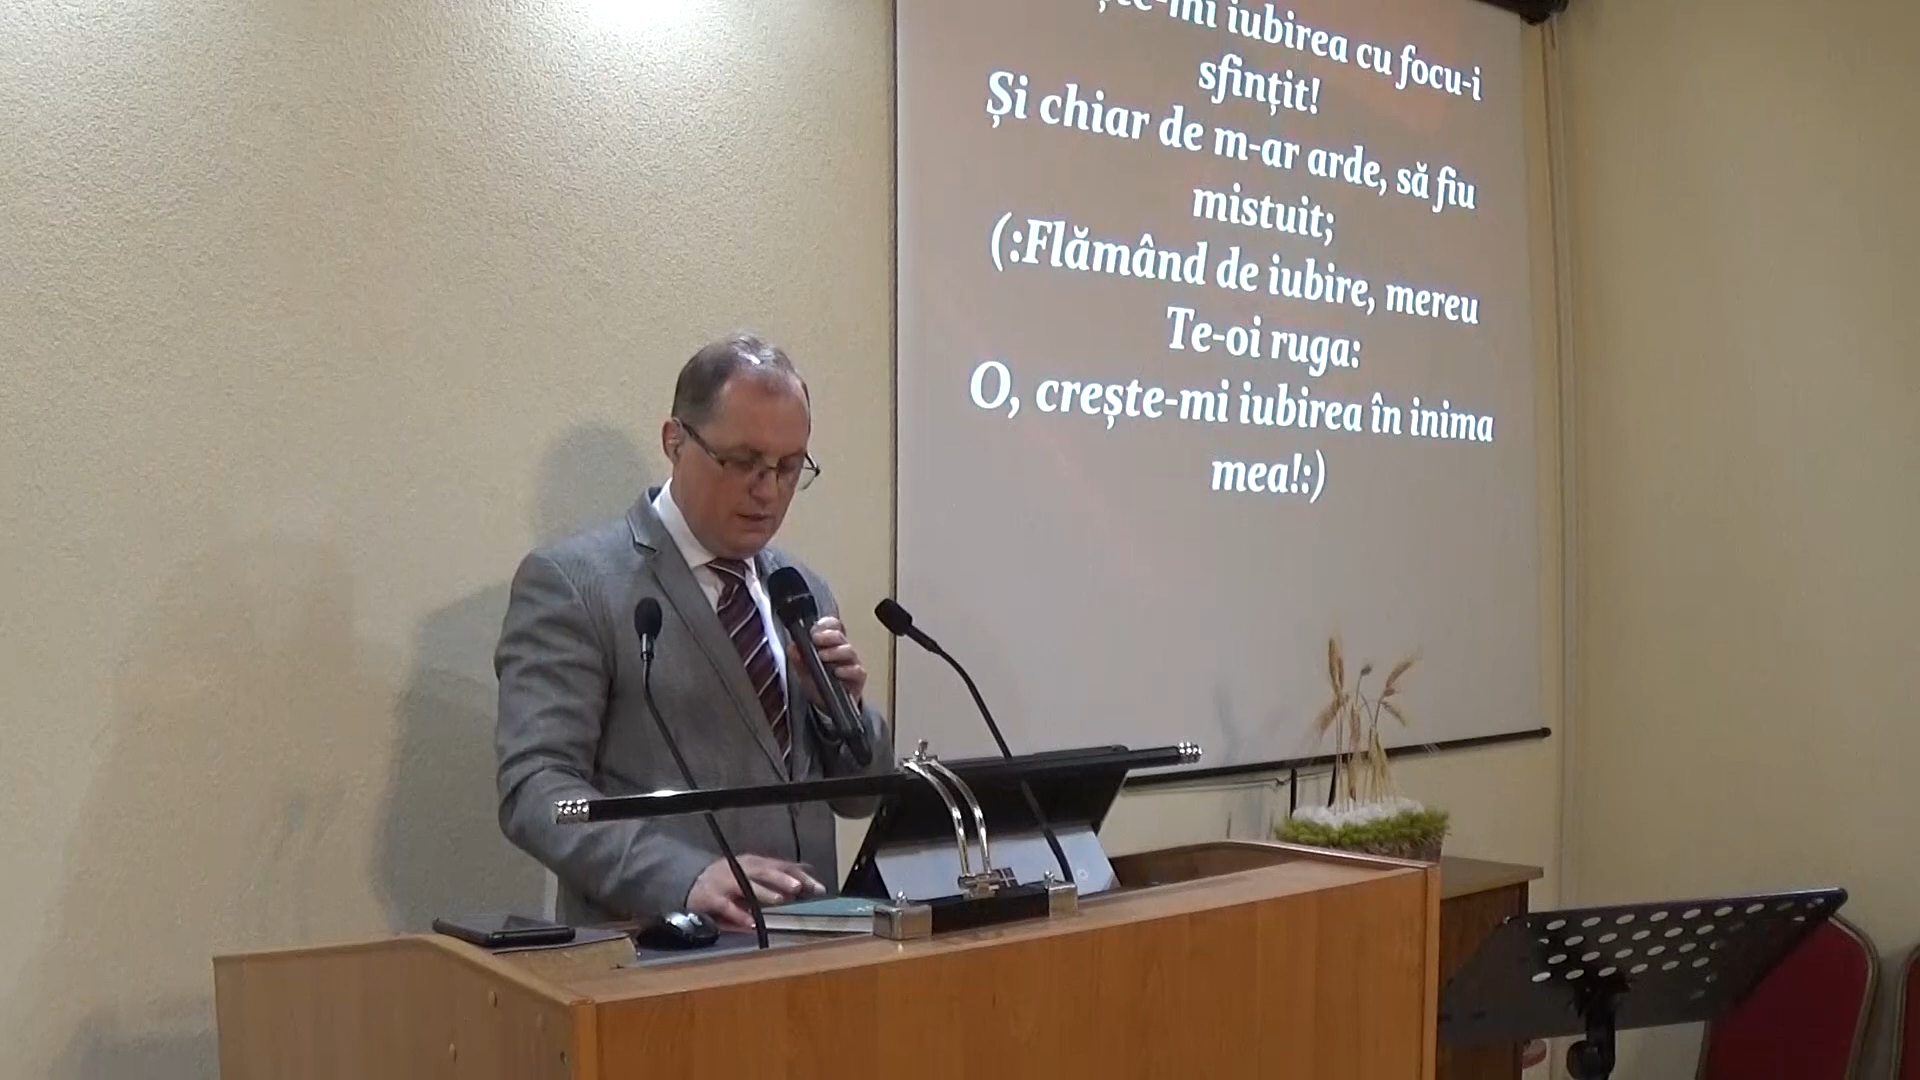 iubirea cu focu-i
sfințit!
Și chiar de m-ar arde, să fiu
mistuit;
(:Flămând de iubire, mereu
Te-oi ruga:
O, crește-mi iubirea în inima
mea!:)